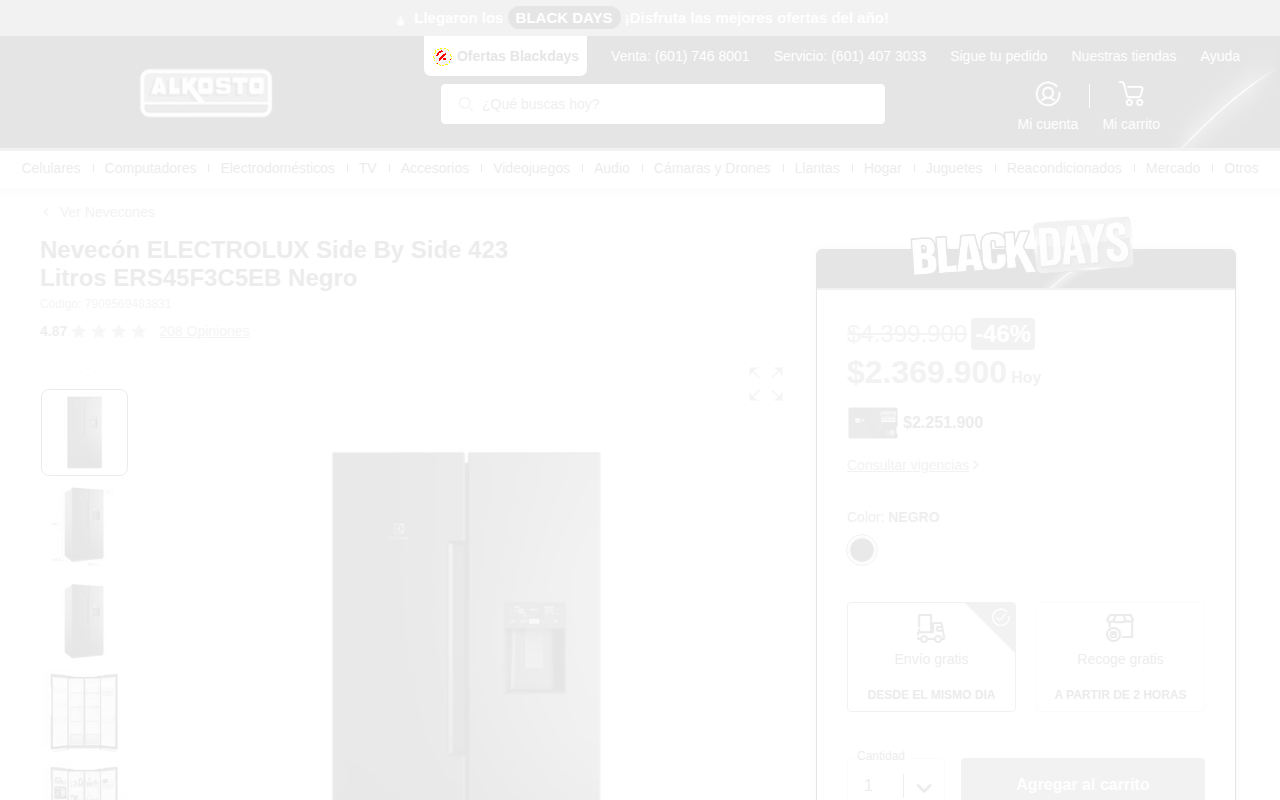 Llegaron los BLACK DAYS ¡Disfruta las mejores ofertas del año!
Ofertas Blackdays
Venta: (601) 746 8001
Servicio: (601) 407 3033
Sigue tu pedido
Nuestras tiendas
Ayuda
ALKOSTO
¿Qué buscas hoy?
Mi cuenta
Mi carrito
Celulares
Computadores
Electrodomésticos
TV
Accesorios
Videojuegos
Audio
Cámaras y Drones
Llantas
Hogar
Juguetes
Reacondicionados
Mercado
Otros
Ver Nevecones
Nevecón ELECTROLUX Side By Side 423
Litros ERS45F3C5EB Negro
Código: 7909569483831
4.87
208 Opiniones
BLACK DAYS
$4.399.900 -46%
$2.369.900 Hoy
$2.251.900
Consultar vigencias
Color: NEGRO
Envío gratis
DESDE EL MISMO DÍA
Recoge gratis
A PARTIR DE 2 HORAS
Cantidad
1
Agregar al carrito